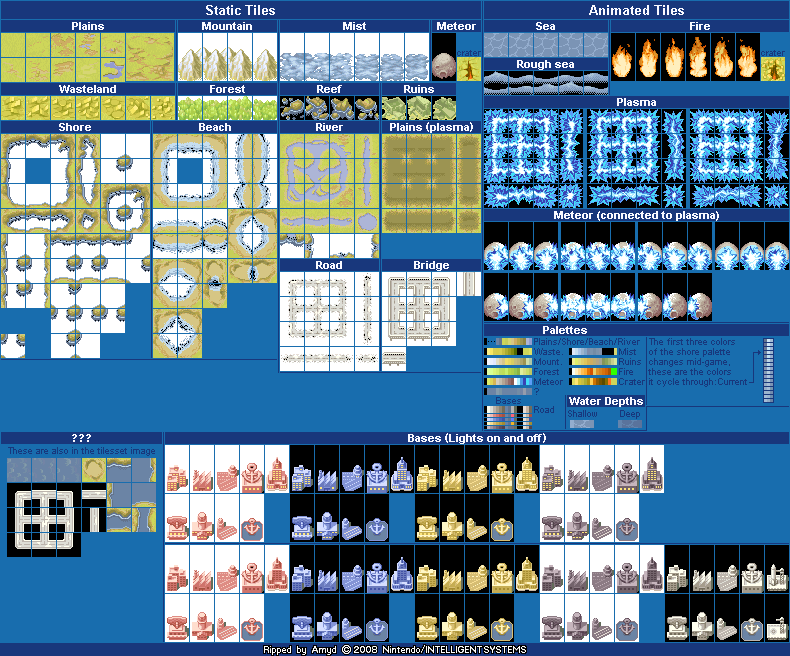 Static Tiles
Animated Tiles
Plains
Mountain
Mist
Meteor
Sea
Fire
crater
crater
Rough sea
Wasteland
Forest
Reef
Ruins
Plasma
Shore
Beach
River
Plains (plasma)
Meteor (connected to plasma)
Road
Bridge
Palettes
Plains/Shore/Beach/River
Waste.
Mist
Mount.
Ruins
Forest
Fire
Meteor
Crater
?
Bases
Road
The first three colors
of the shore palette
changes mid-game,
these are the colors
it cycle through:
Current
Water Depths
Shallow
Deep
???
These are also in the tilesset image
Bases (Lights on and off)
Ripped by Amyd © 2008 Nintendo/INTELLIGENT SYSTEMS